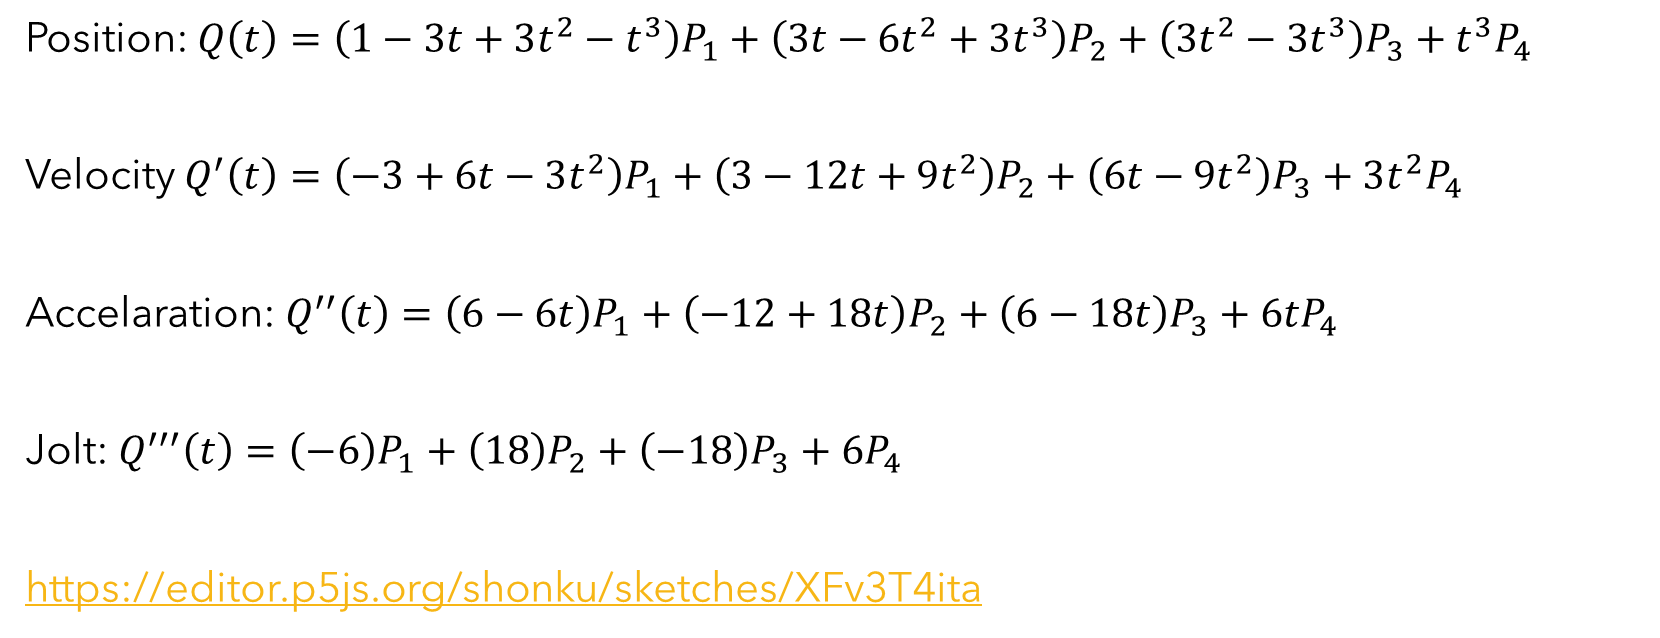 Position: Q(t) = (1 − 3t + 3t² − t³)P₁ + (3t − 6t² + 3t³)P₂ + (3t² − 3t³)P₃ + t³P₄
Velocity Q′(t) = (−3 + 6t − 3t²)P₁ + (3 − 12t + 9t²)P₂ + (6t − 9t²)P₃ + 3t²P₄
Accelaration: Q′′(t) = (6 − 6t)P₁ + (−12 + 18t)P₂ + (6 − 18t)P₃ + 6tP₄
Jolt: Q′′′(t) = (−6)P₁ + (18)P₂ + (−18)P₃ + 6P₄
https://editor.p5js.org/shonku/sketches/XFv3T4ita